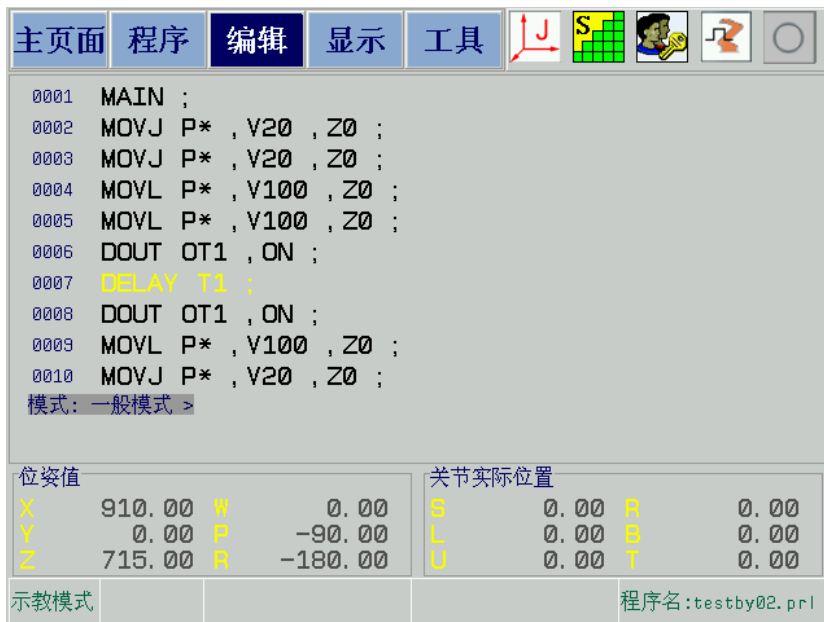 主页面 程序 编辑 显示 工具 J S
0001 MAIN ;
0002 MOVJ P* ,V20 ,Z0 ;
0003 MOVJ P* ,V20 ,Z0 ;
0004 MOVL P* ,V100 ,Z0 ;
0005 MOVL P* ,V100 ,Z0 ;
0006 DOUT OT1 ,ON ;
0007 DELAY T1 ;
0008 DOUT OT1 ,ON ;
0009 MOVL P* ,V100 ,Z0 ;
0010 MOVJ P* ,V20 ,Z0 ;
模式: 一般模式 >
位姿值 关节实际位置
X 910.00 W 0.00 S 0.00 R 0.00
Y 0.00 P -90.00 L 0.00 B 0.00
Z 715.00 R -180.00 U 0.00 T 0.00
示教模式 程序名:testby02.prl